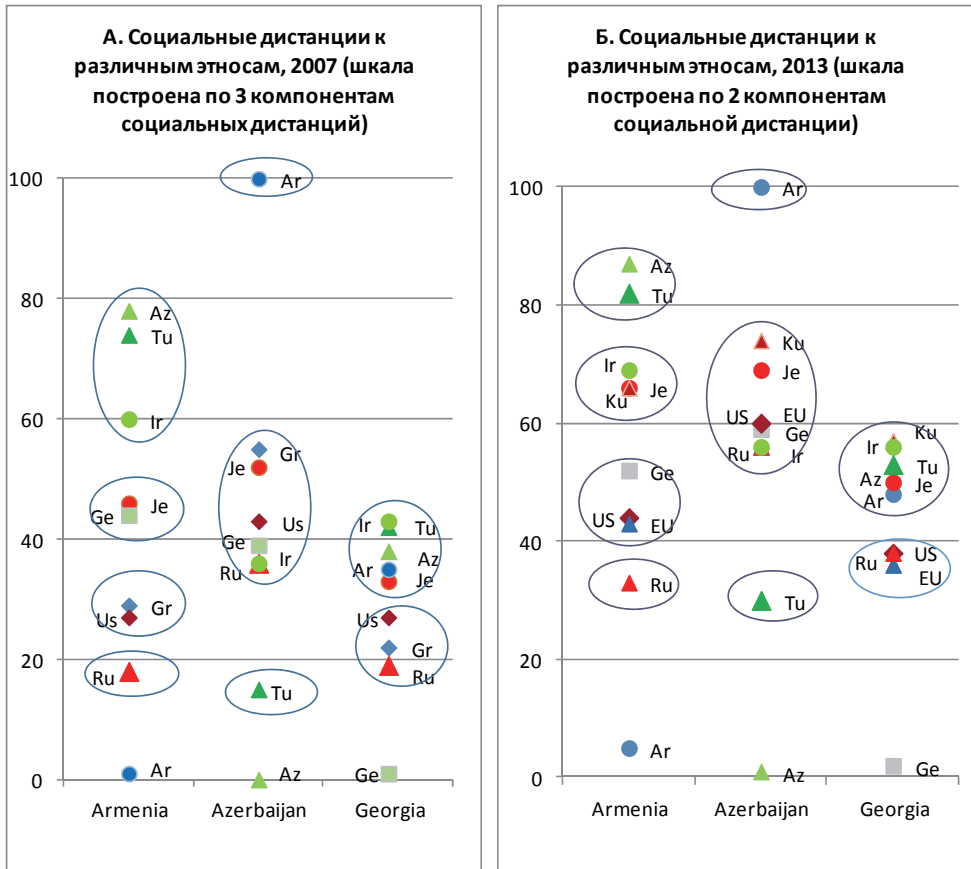 А. Социальные дистанции к
различным этносам, 2007 (шкала
построена по 3 компонентам
социальных дистанций)
100
80
60
40
20
0
Ar
Az
Tu
Ir
Gr
Je
Je
Ge
Us
Ge
Ir
Ru
Ir
Tu
Az
Ar
Je
Gr
Us
Us
Gr
Ru
Ru
Tu
Ar
Az
Ge
Armenia
Azerbaijan
Georgia
Б. Социальные дистанции к
различным этносам, 2013 (шкала
построена по 2 компонентам
социальной дистанции)
100
80
60
40
20
0
Ar
Az
Tu
Ku
Ir
Je
Ku
Je
US
EU
Ge
Ru
Ir
Ir
Ku
Tu
Az
Je
Ar
Ge
US
EU
Ru
US
EU
Ru
Tu
Ar
Az
Ge
Armenia
Azerbaijan
Georgia